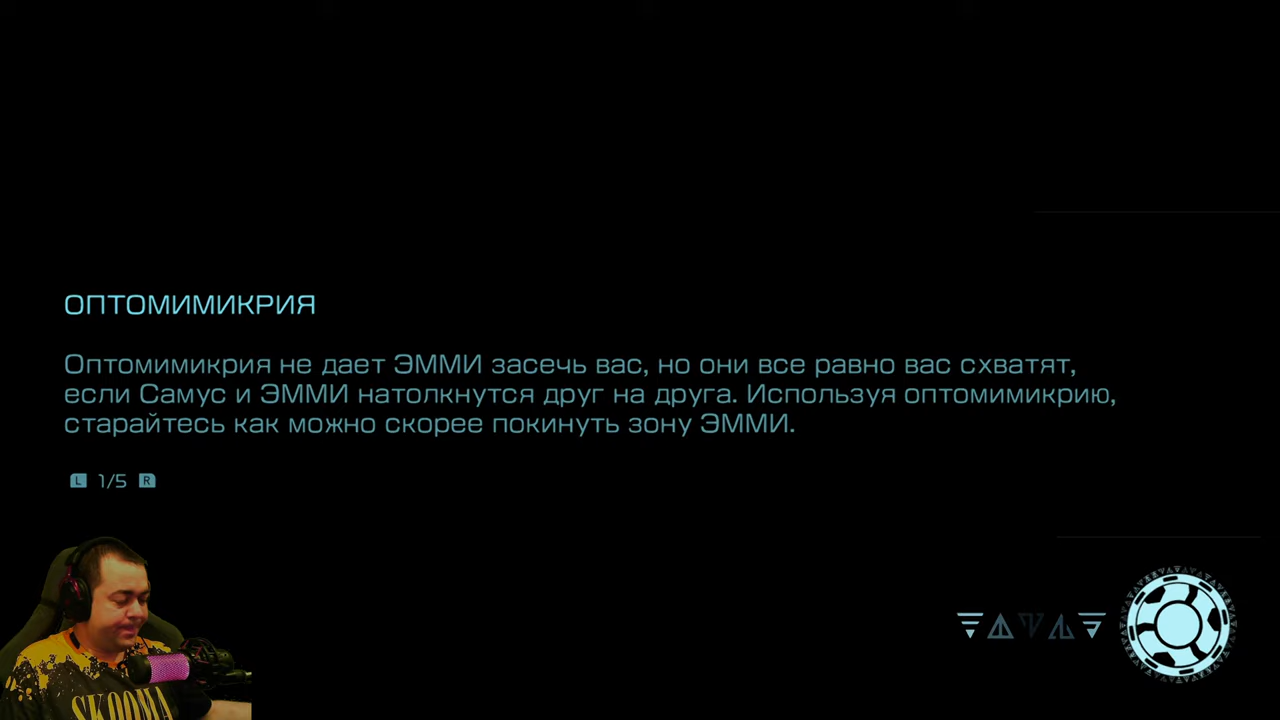 ОПТОМИМИКРИЯ
Оптомимикрия не дает ЭММИ засечь вас, но они все равно вас схватят,
если Самус и ЭММИ натолкнутся друг на друга. Используя оптомимикрию,
старайтесь как можно скорее покинуть зону ЭММИ.
L 1/5 R
SKOOMA